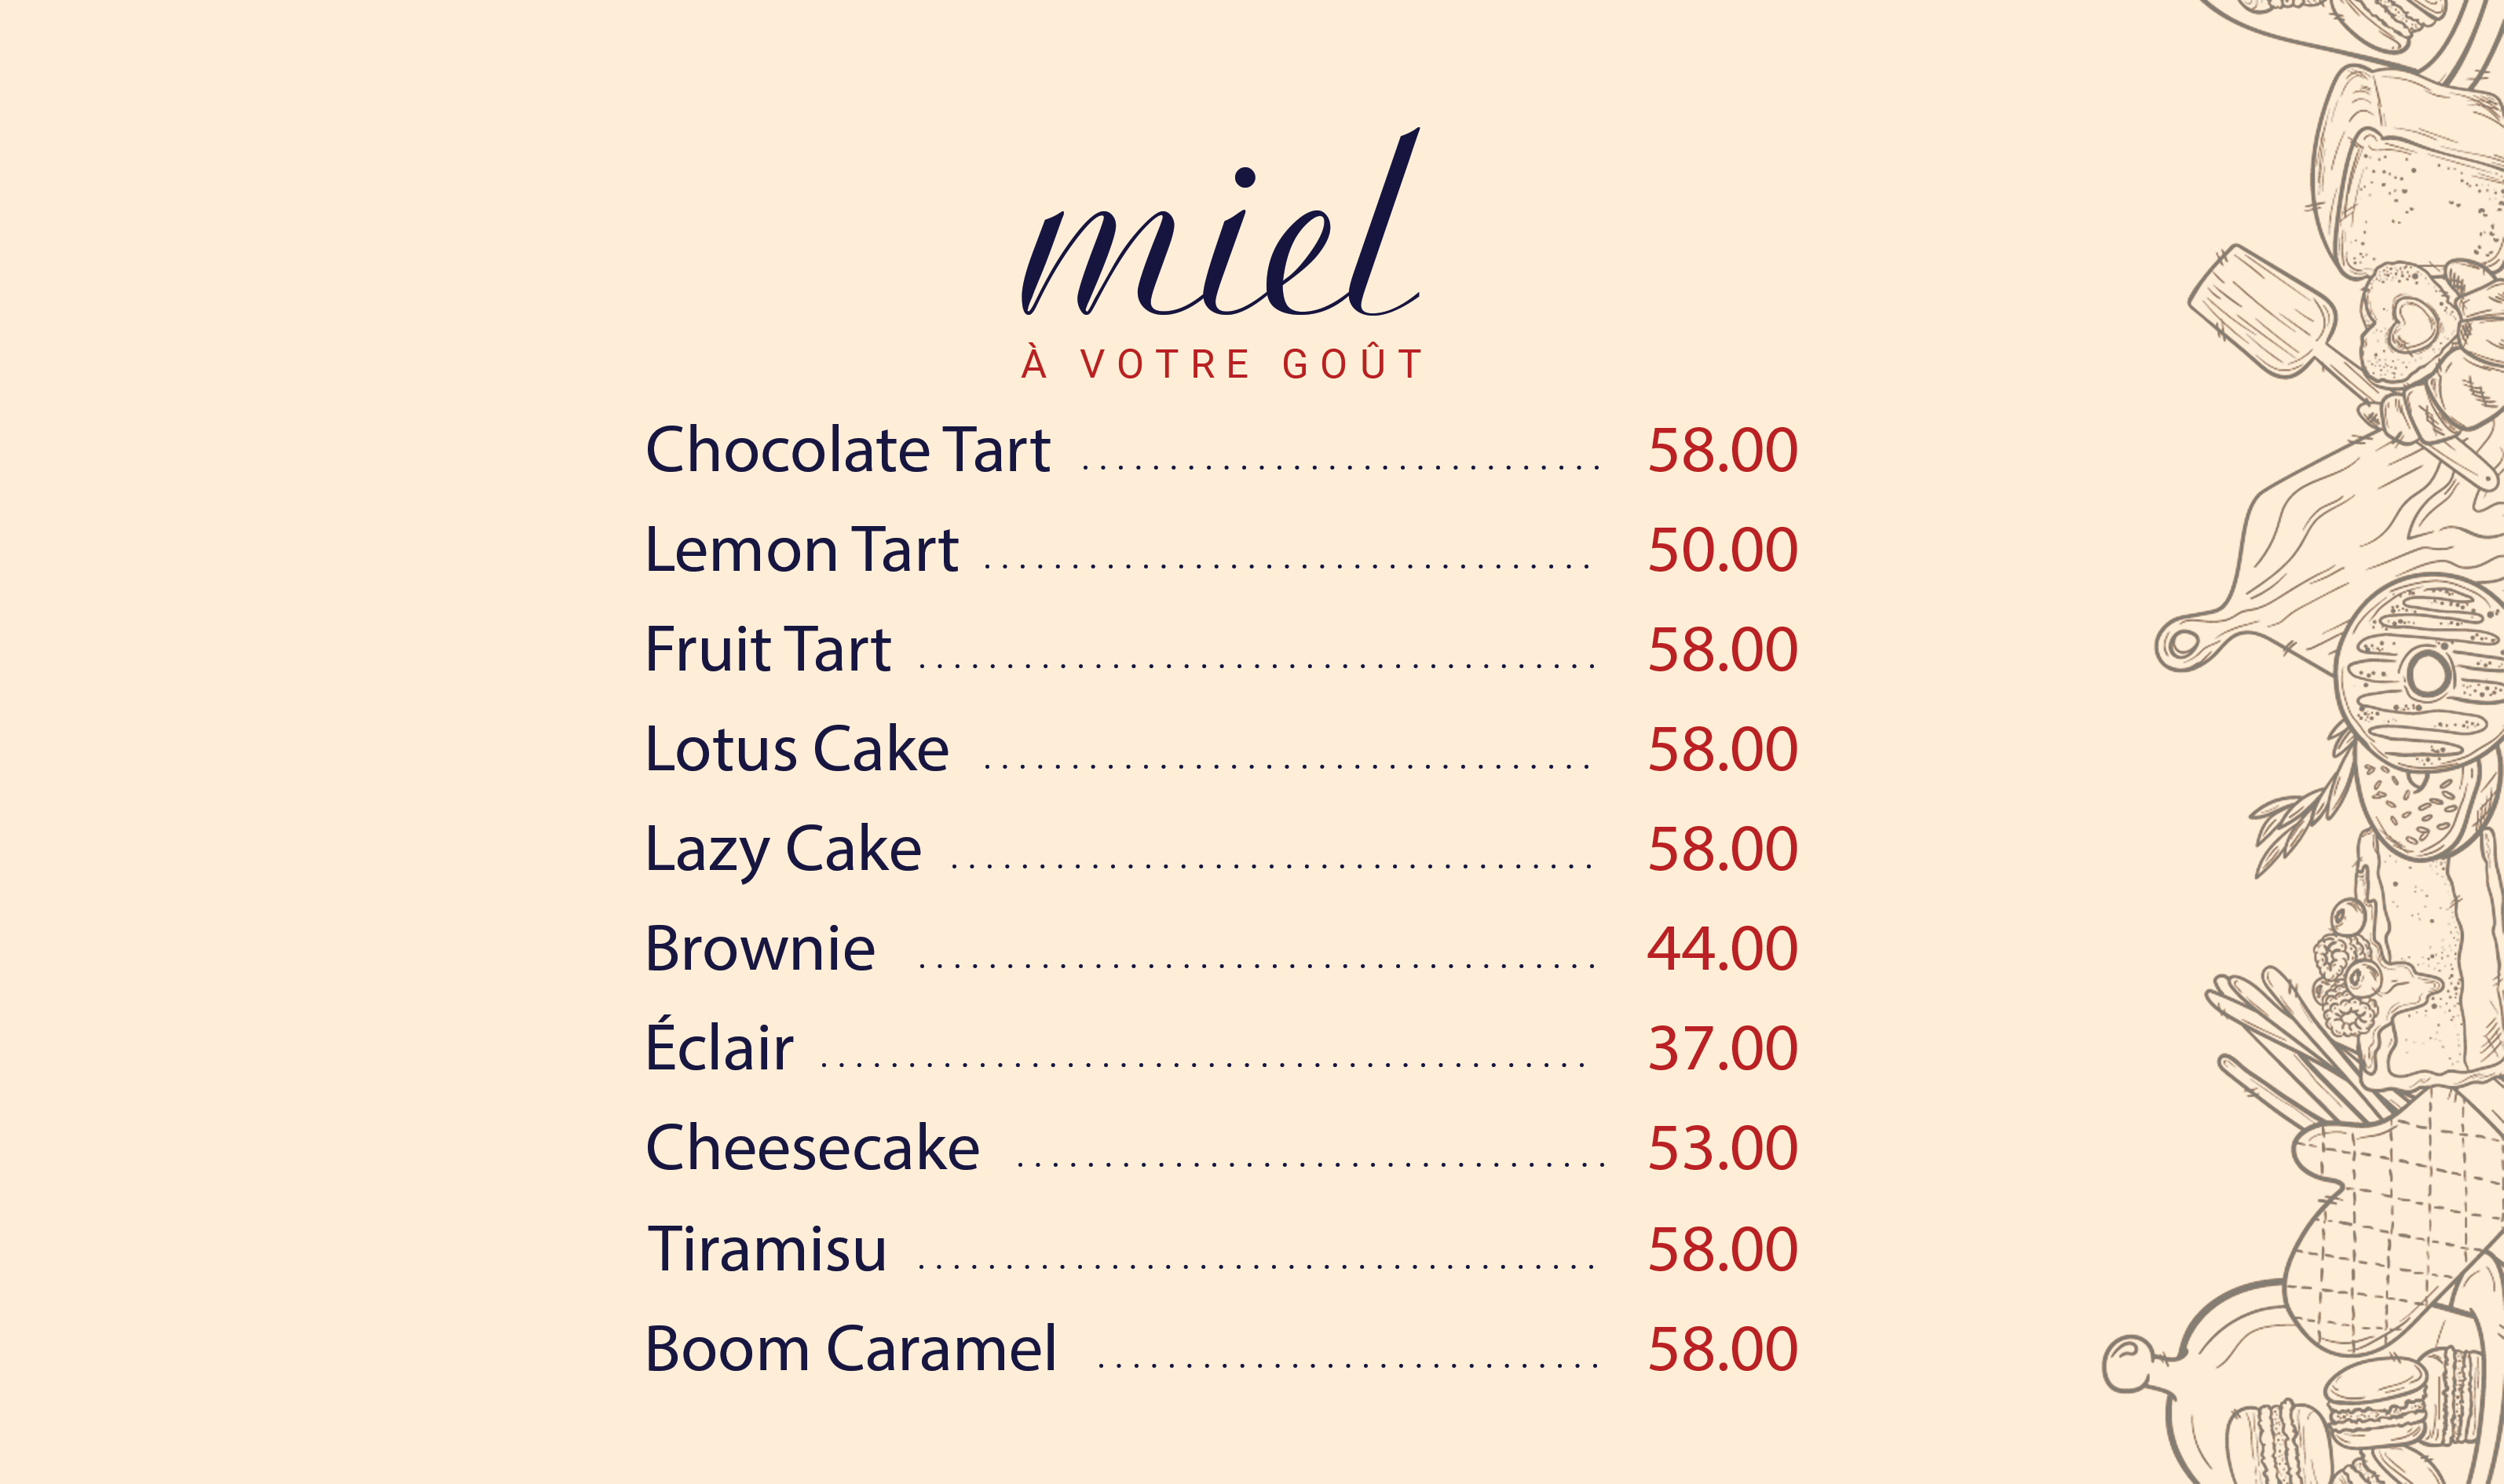 miel
À VOTRE GOÛT
Chocolate Tart .............................. 58.00
Lemon Tart ................................... 50.00
Fruit Tart ....................................... 58.00
Lotus Cake ................................... 58.00
Lazy Cake ..................................... 58.00
Brownie ....................................... 44.00
Éclair ............................................ 37.00
Cheesecake .................................. 53.00
Tiramisu ....................................... 58.00
Boom Caramel ............................. 58.00